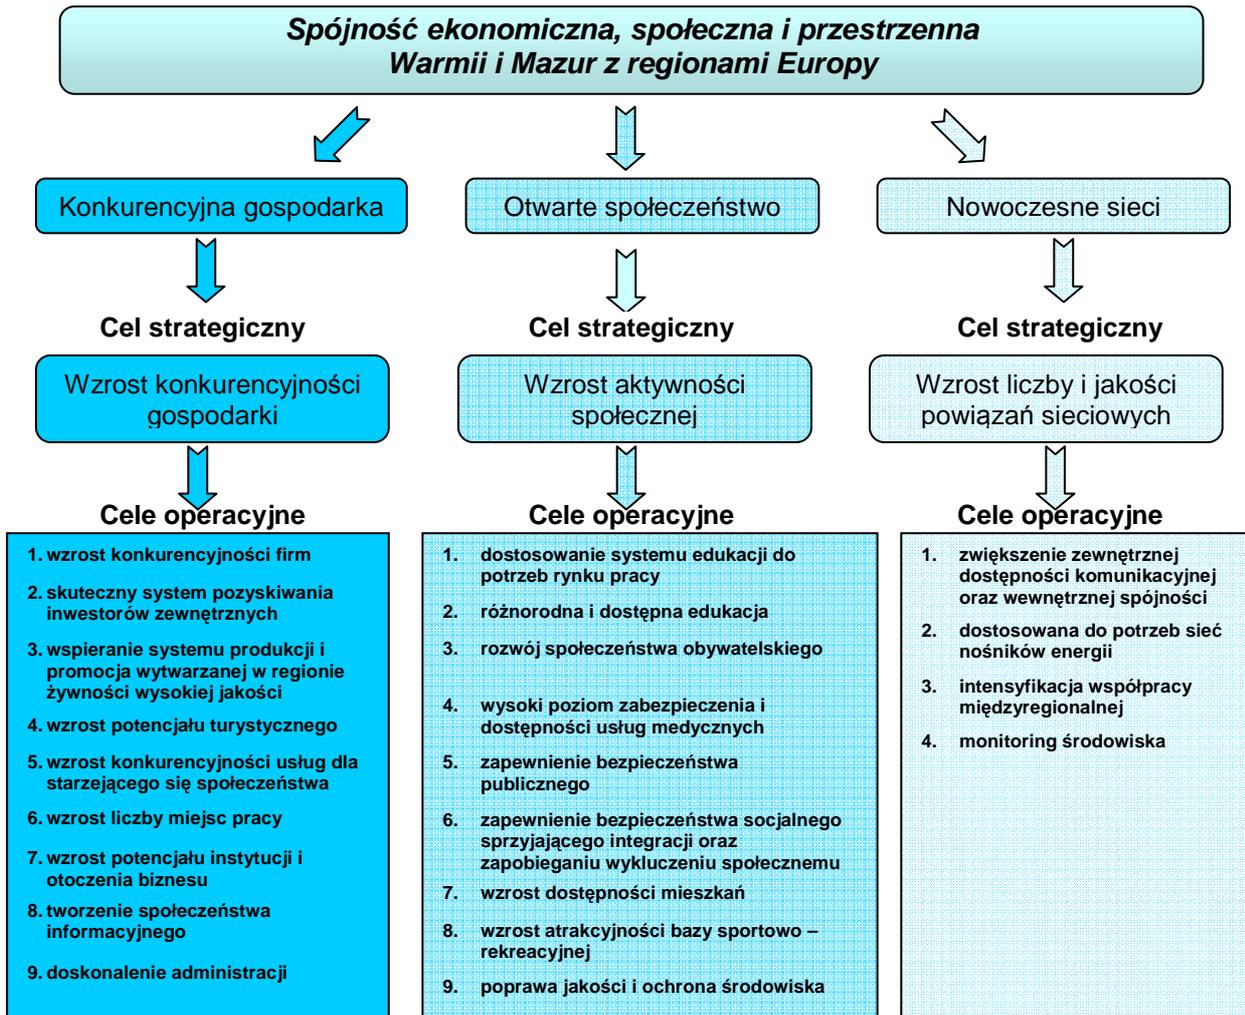 Spójność ekonomiczna, społeczna i przestrzenna
Warmii i Mazur z regionami Europy
Konkurencyjna gospodarka
Otwarte społeczeństwo
Nowoczesne sieci
Cel strategiczny
Cel strategiczny
Cel strategiczny
Wzrost konkurencyjności
gospodarki
Wzrost aktywności
społecznej
Wzrost liczby i jakości
powiązań sieciowych
Cele operacyjne
1. wzrost konkurencyjności firm
2. skuteczny system pozyskiwania
inwestorów zewnętrznych
3. wspieranie systemu produkcji i
promocja wytwarzanej w regionie
żywności wysokiej jakości
4. wzrost potencjału turystycznego
5. wzrost konkurencyjności usług dla
starzejącego się społeczeństwa
6. wzrost liczby miejsc pracy
7. wzrost potencjału instytucji i
otoczenia biznesu
8. tworzenie społeczeństwa
informacyjnego
9. doskonalenie administracji
Cele operacyjne
1. dostosowanie systemu edukacji do
potrzeb rynku pracy
2. różnorodna i dostępna edukacja
3. rozwój społeczeństwa obywatelskiego
4. wysoki poziom zabezpieczenia i
dostępności usług medycznych
5. zapewnienie bezpieczeństwa
publicznego
6. zapewnienie bezpieczeństwa socjalnego
sprzyjającego integracji oraz
zapobieganiu wykluczeniu społecznemu
7. wzrost dostępności mieszkań
8. wzrost atrakcyjności bazy sportowo –
rekreacyjnej
9. poprawa jakości i ochrona środowiska
Cele operacyjne
1. zwiększenie zewnętrznej
dostępności komunikacyjnej
oraz wewnętrznej spójności
2. dostosowana do potrzeb sieć
nośników energii
3. intensyfikacja współpracy
międzyregionalnej
4. monitoring środowiska